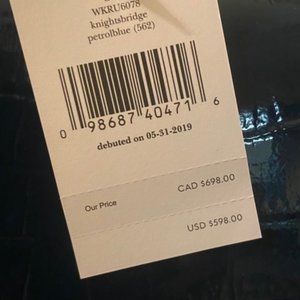 WKRU6078
knightsbridge
petrolblue (562)
0 98687 40471 6
debuted on 05-31-2019
Our Price CAD $698.00
USD $598.00